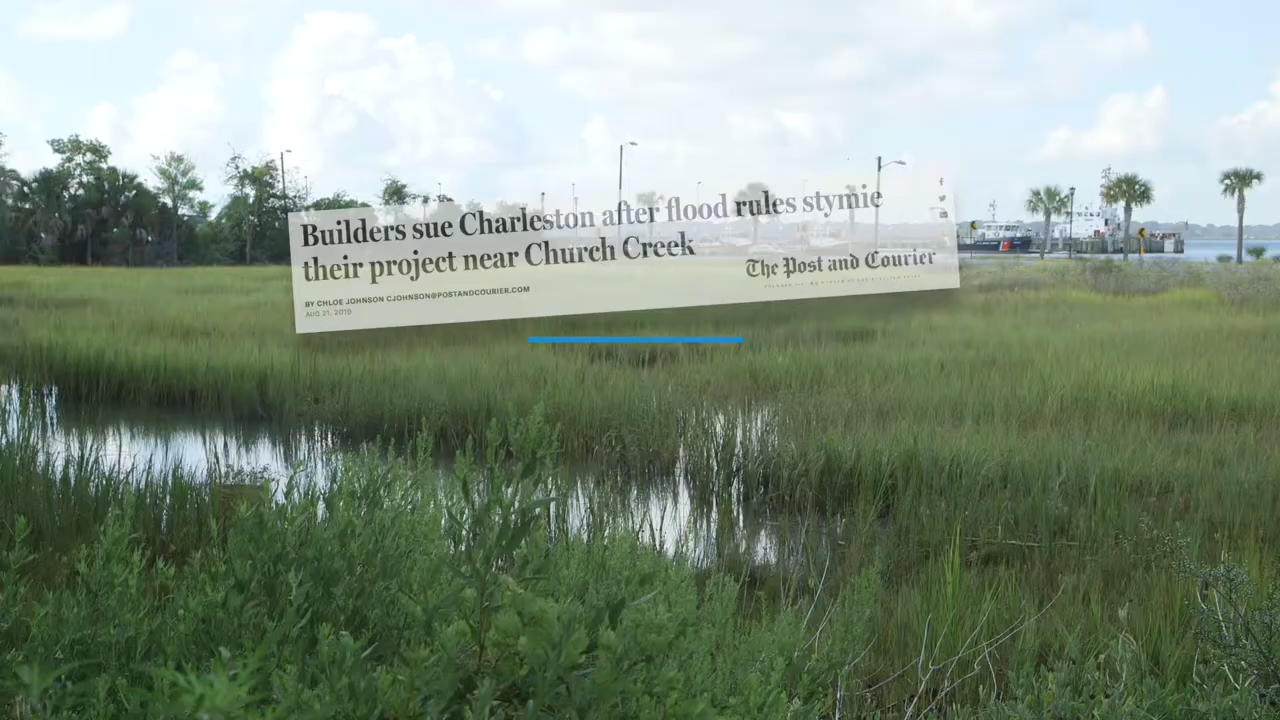 Builders sue Charleston after flood rules stymie
their project near Church Creek
The Post and Courier
BY CHLOE JOHNSON CJOHNSON@POSTANDCOURIER.COM
AUG 21, 2019